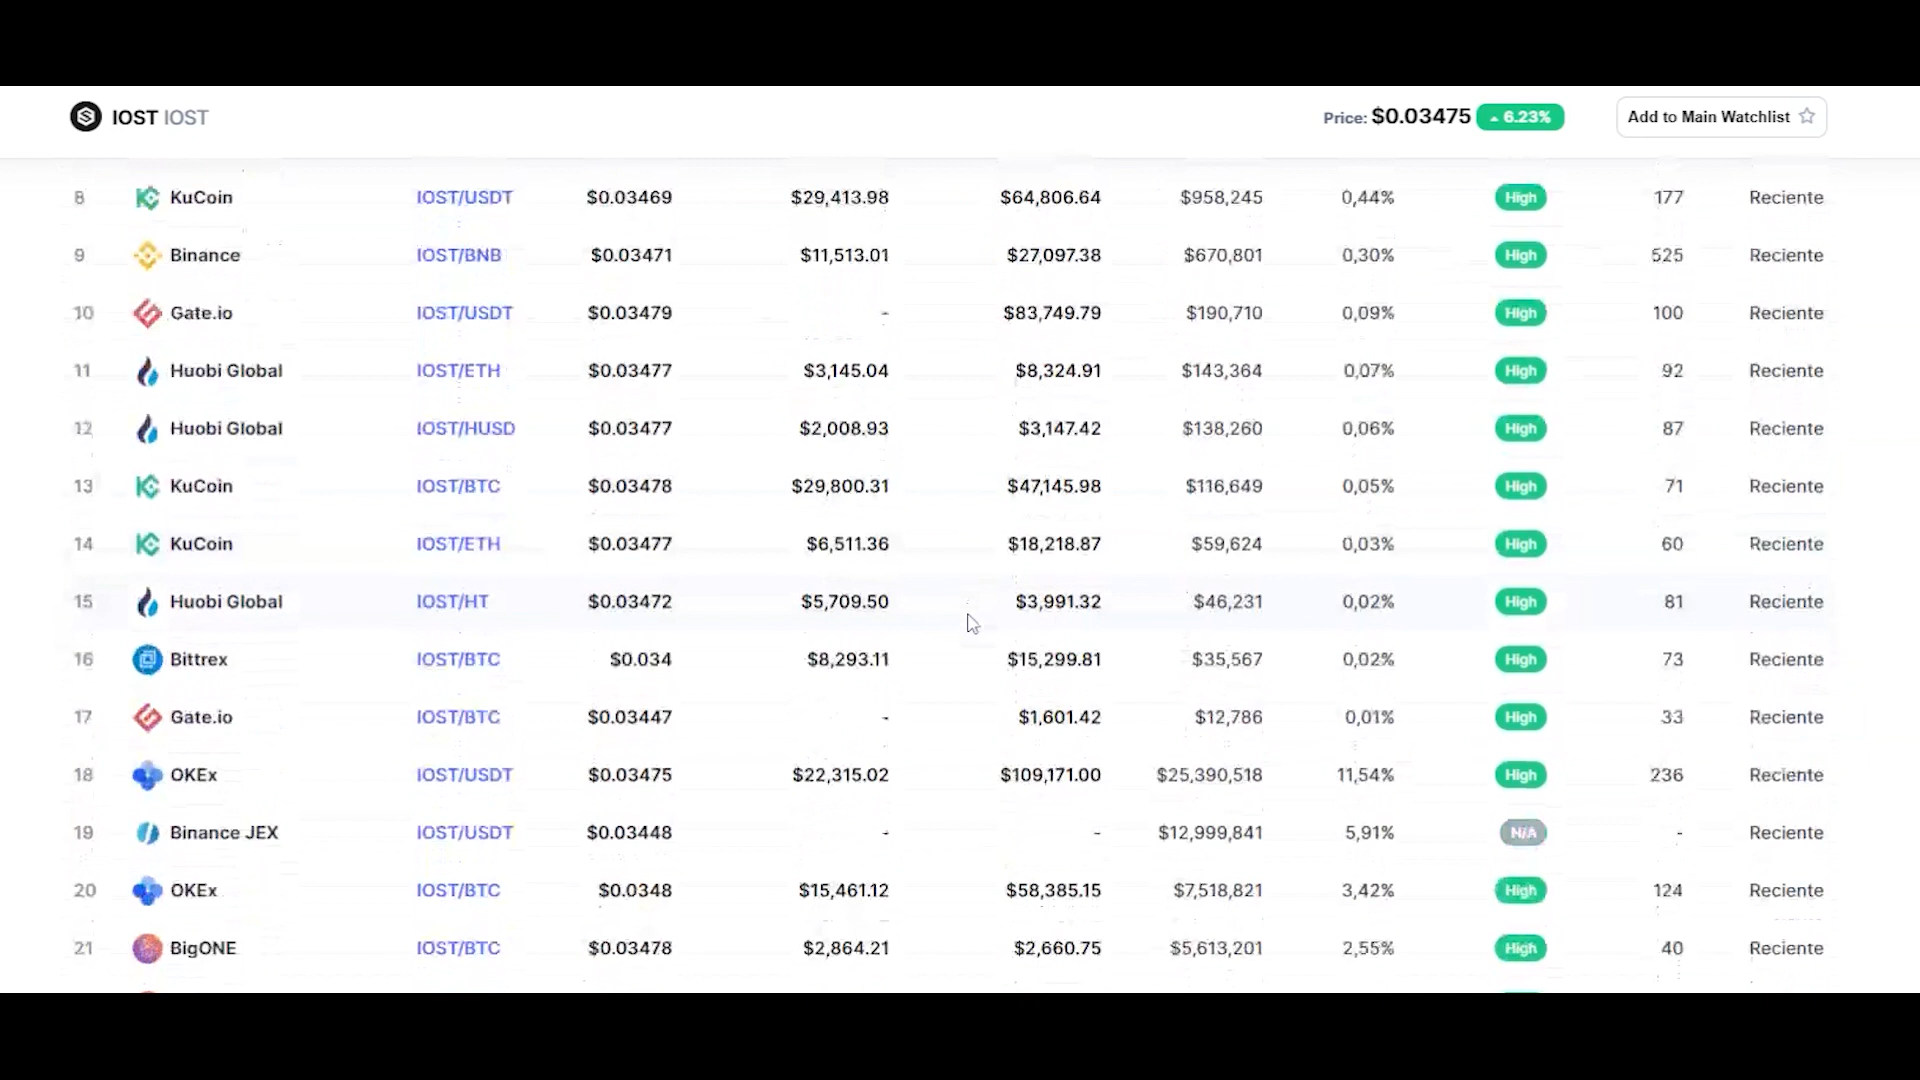 IOST IOST Price: $0.03475 6.23% Add to Main Watchlist
8 KuCoin IOST/USDT $0.03469 $29,413.98 $64,806.64 $958,245 0,44% High 177 Reciente
9 Binance IOST/BNB $0.03471 $11,513.01 $27,097.38 $670,801 0,30% High 525 Reciente
10 Gate.io IOST/USDT $0.03479 - $83,749.79 $190,710 0,09% High 100 Reciente
11 Huobi Global IOST/ETH $0.03477 $3,145.04 $8,324.91 $143,364 0,07% High 92 Reciente
12 Huobi Global IOST/HUSD $0.03477 $2,008.93 $3,147.42 $138,260 0,06% High 87 Reciente
13 KuCoin IOST/BTC $0.03478 $29,800.31 $47,145.98 $116,649 0,05% High 71 Reciente
14 KuCoin IOST/ETH $0.03477 $6,511.36 $18,218.87 $59,624 0,03% High 60 Reciente
15 Huobi Global IOST/HT $0.03472 $5,709.50 $3,991.32 $46,231 0,02% High 81 Reciente
16 Bittrex IOST/BTC $0.034 $8,293.11 $15,299.81 $35,567 0,02% High 73 Reciente
17 Gate.io IOST/BTC $0.03447 - $1,601.42 $12,786 0,01% High 33 Reciente
18 OKEx IOST/USDT $0.03475 $22,315.02 $109,171.00 $25,390,518 11,54% High 236 Reciente
19 Binance JEX IOST/USDT $0.03448 - - $12,999,841 5,91% N/A - Reciente
20 OKEx IOST/BTC $0.0348 $15,461.12 $58,385.15 $7,518,821 3,42% High 124 Reciente
21 BigONE IOST/BTC $0.03478 $2,864.21 $2,660.75 $5,613,201 2,55% High 40 Reciente